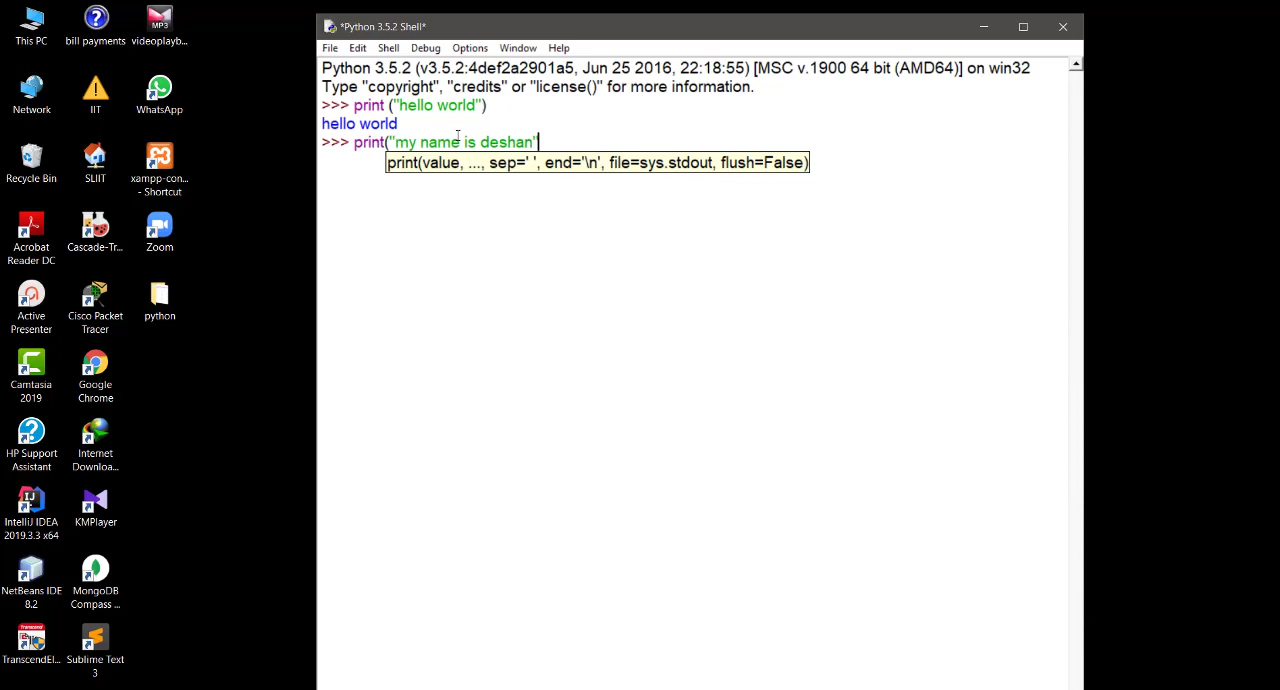 This PC
bill payments
videoplayb...
MP3
Network
IIT
WhatsApp
Recycle Bin
SLIIT
xampp-con...
- Shortcut
Acrobat
Reader DC
Cascade-Tr...
Zoom
Active
Presenter
Cisco Packet
Tracer
python
Camtasia
2019
Google
Chrome
HP Support
Assistant
Internet
Downloa...
IntelliJ IDEA
2019.3.3 x64
KMPlayer
NetBeans IDE
8.2
MongoDB
Compass ...
TranscendEl...
Sublime Text
3
*Python 3.5.2 Shell*
File Edit Shell Debug Options Window Help
Python 3.5.2 (v3.5.2:4def2a2901a5, Jun 25 2016, 22:18:55) [MSC v.1900 64 bit (AMD64)] on win32
Type "copyright", "credits" or "license()" for more information.
>>> print ("hello world")
hello world
>>> print("my name is deshan"
print(value, ..., sep=' ', end='\n', file=sys.stdout, flush=False)